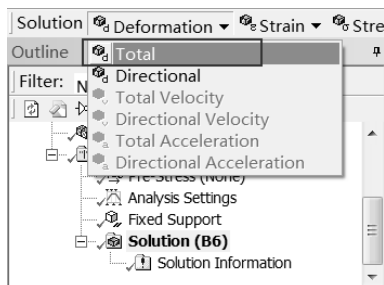 Solution Deformation Strain Stre
Outline
Total
Filter: N
Directional
Total Velocity
Directional Velocity
Total Acceleration
Directional Acceleration
Pre-Stress (None)
Analysis Settings
Fixed Support
Solution (B6)
Solution Information